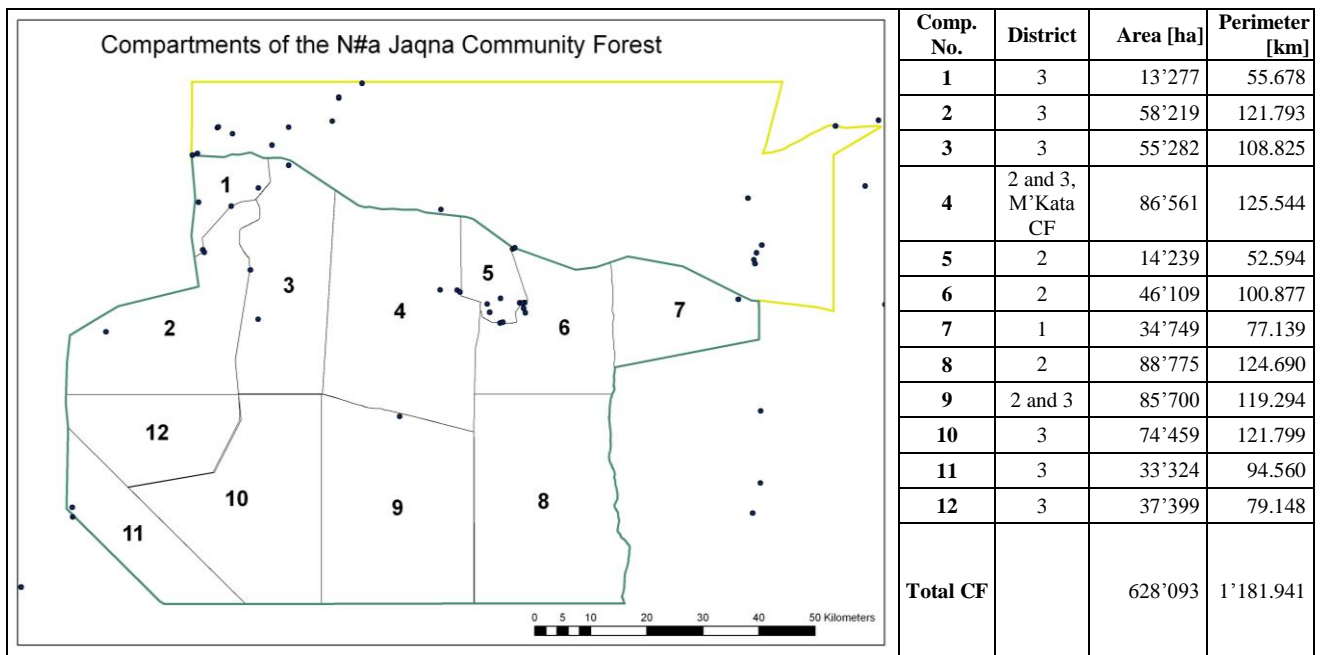 Compartments of the N#a Jaqna Community Forest
1
2
3
4
5
6
7
8
9
10
11
12
0 5 10 20 30 40 50 Kilometers
Comp. No. District Area [ha] Perimeter [km]
1 3 13'277 55.678
2 3 58'219 121.793
3 3 55'282 108.825
4 2 and 3, M'Kata CF 86'561 125.544
5 2 14'239 52.594
6 2 46'109 100.877
7 1 34'749 77.139
8 2 88'775 124.690
9 2 and 3 85'700 119.294
10 3 74'459 121.799
11 3 33'324 94.560
12 3 37'399 79.148
Total CF 628'093 1'181.941